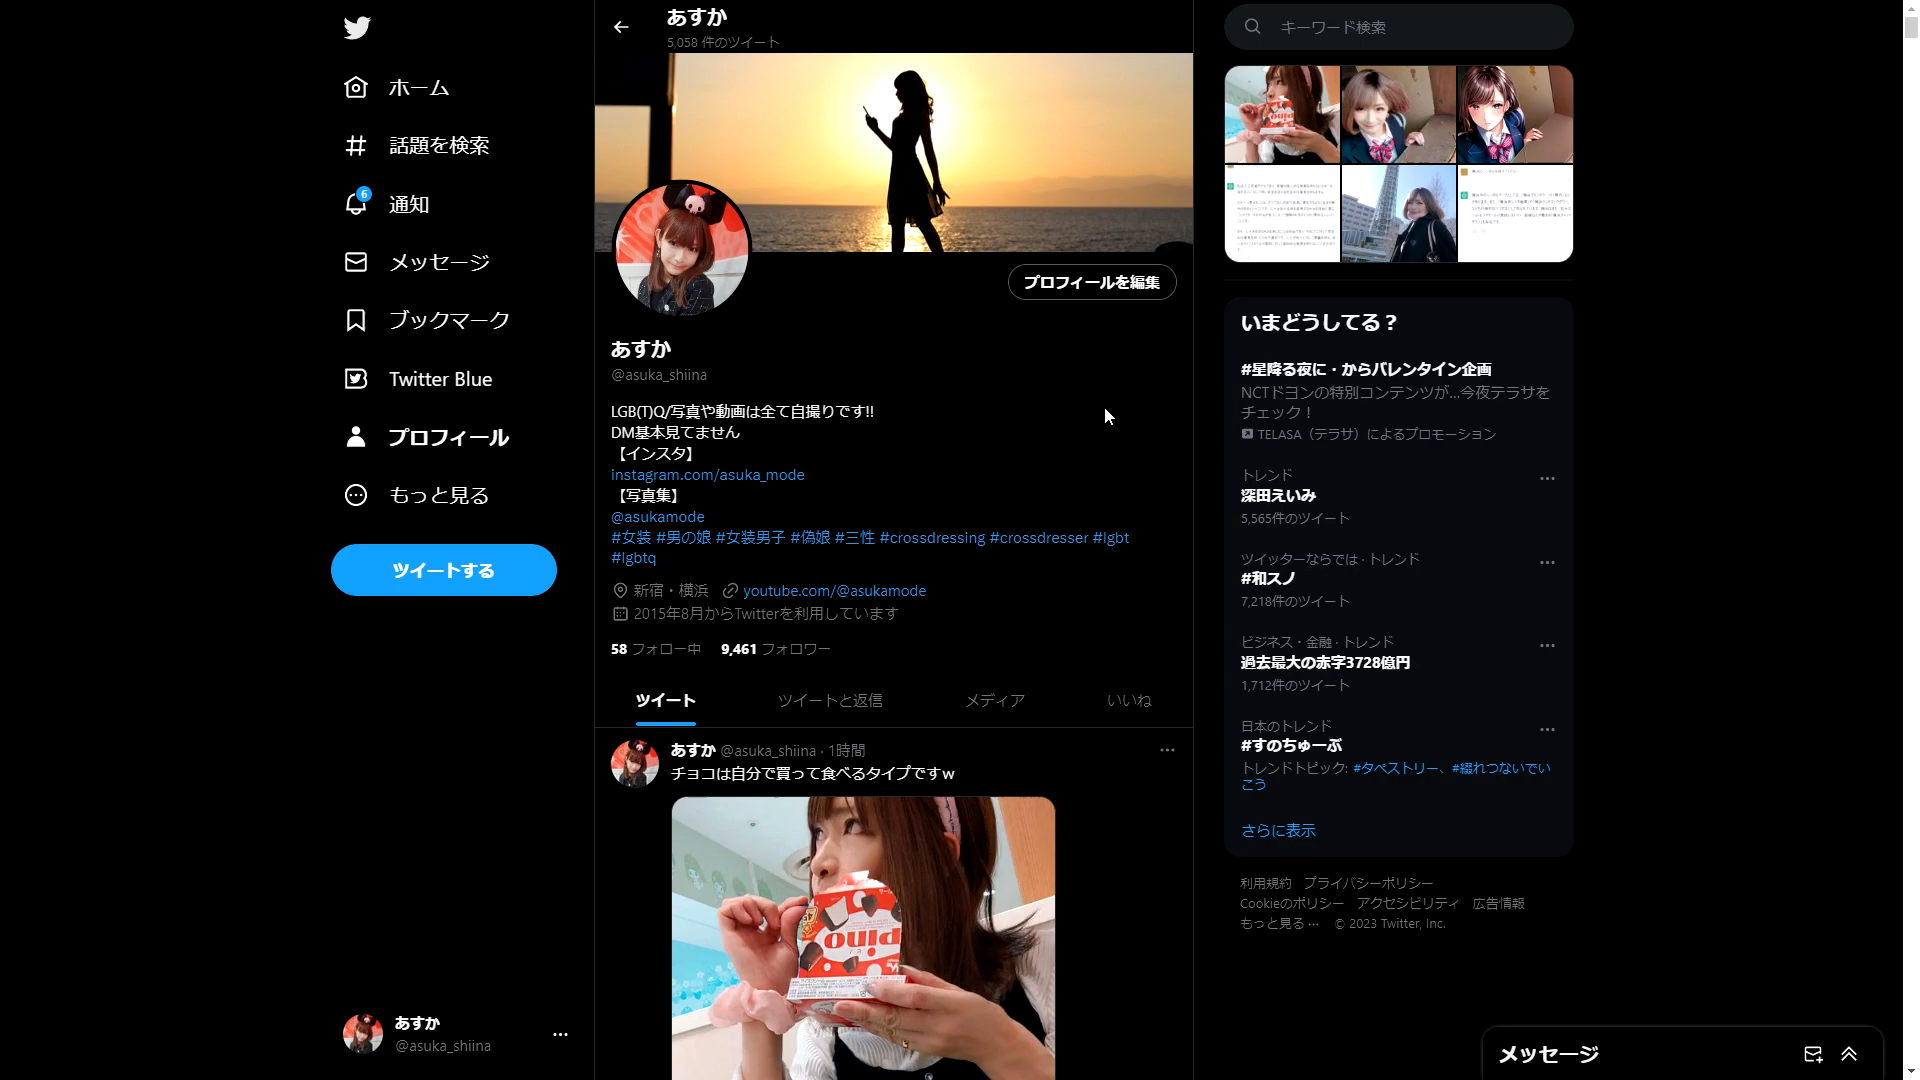 ホーム
話題を検索
6
通知
メッセージ
ブックマーク
Twitter Blue
プロフィール
もっと見る
ツイートする
あすか
@asuka_shiina
あすか
5,058 件のツイート
プロフィールを編集
あすか
@asuka_shiina
LGB(T)Q/写真や動画は全て自撮りです!!
DM基本見てません
【インスタ】
instagram.com/asuka_mode
【写真集】
@asukamode
#女装 #男の娘 #女装男子 #偽娘 #三性 #crossdressing #crossdresser #lgbt
#lgbtq
新宿・横浜 youtube.com/@asukamode
2015年8月からTwitterを利用しています
58 フォロー中 9,461 フォロワー
ツイート ツイートと返信 メディア いいね
あすか @asuka_shiina · 1時間
チョコは自分で買って食べるタイプですw
pino
キーワード検索
いまどうしてる？
#星降る夜に・からバレンタイン企画
NCTドヨンの特別コンテンツが...今夜テラサを
チェック！
TELASA（テラサ）によるプロモーション
トレンド
深田えいみ
5,565件のツイート
ツイッターならでは · トレンド
#和スノ
7,218件のツイート
ビジネス・金融 · トレンド
過去最大の赤字3728億円
1,712件のツイート
日本のトレンド
#すのちゅーぶ
トレンドトピック: #タペストリー、#綴れつないでい
こう
さらに表示
利用規約 プライバシーポリシー
Cookieのポリシー アクセシビリティ 広告情報
もっと見る ... © 2023 Twitter, Inc.
メッセージ